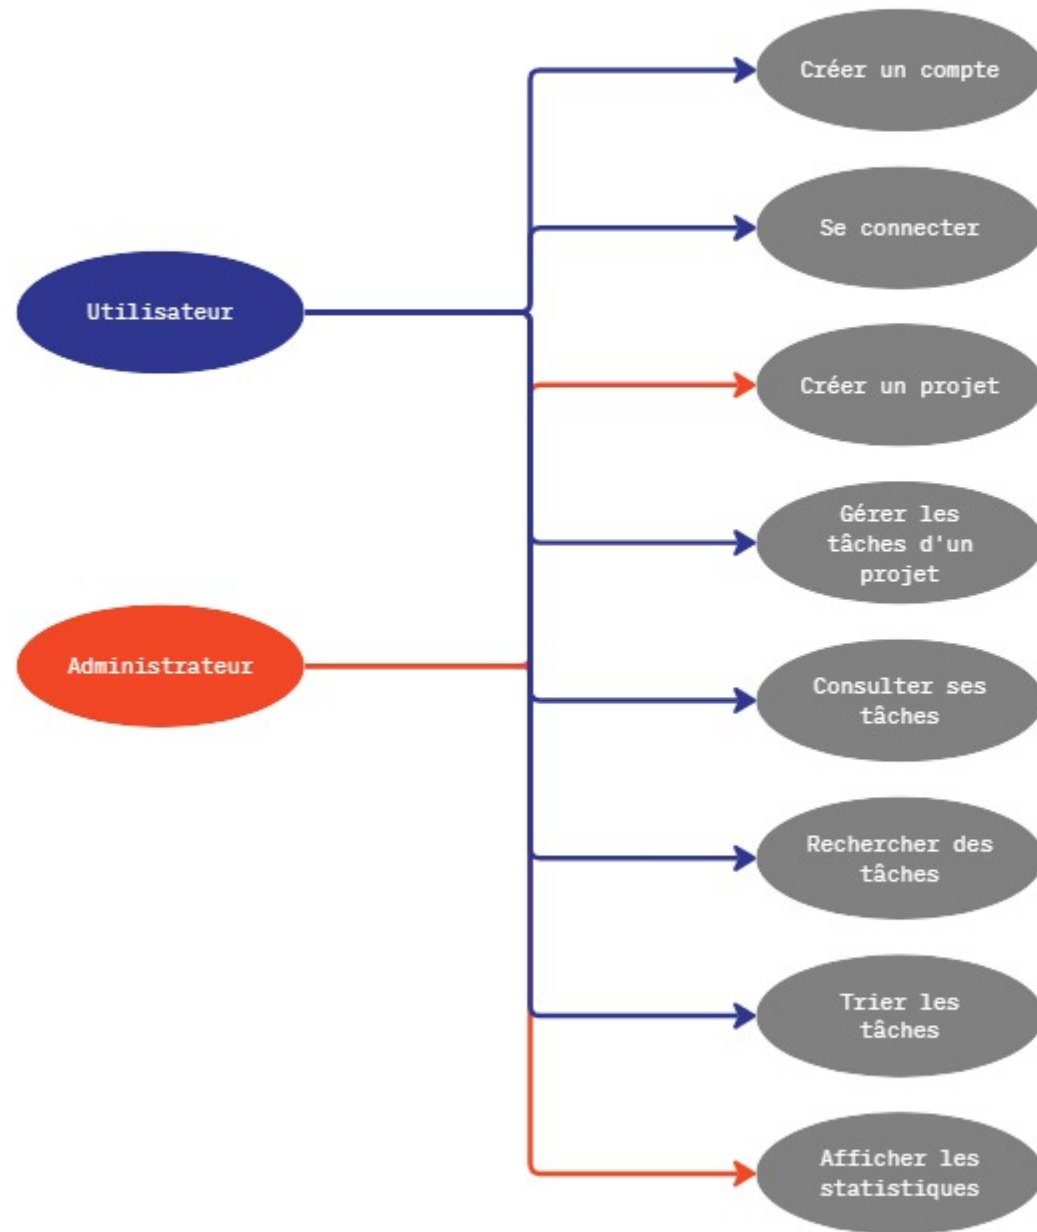 Créer un compte
Se connecter
Utilisateur
Créer un projet
Gérer les
tâches d'un
projet
Administrateur
Consulter ses
tâches
Rechercher des
tâches
Trier les
tâches
Afficher les
statistiques